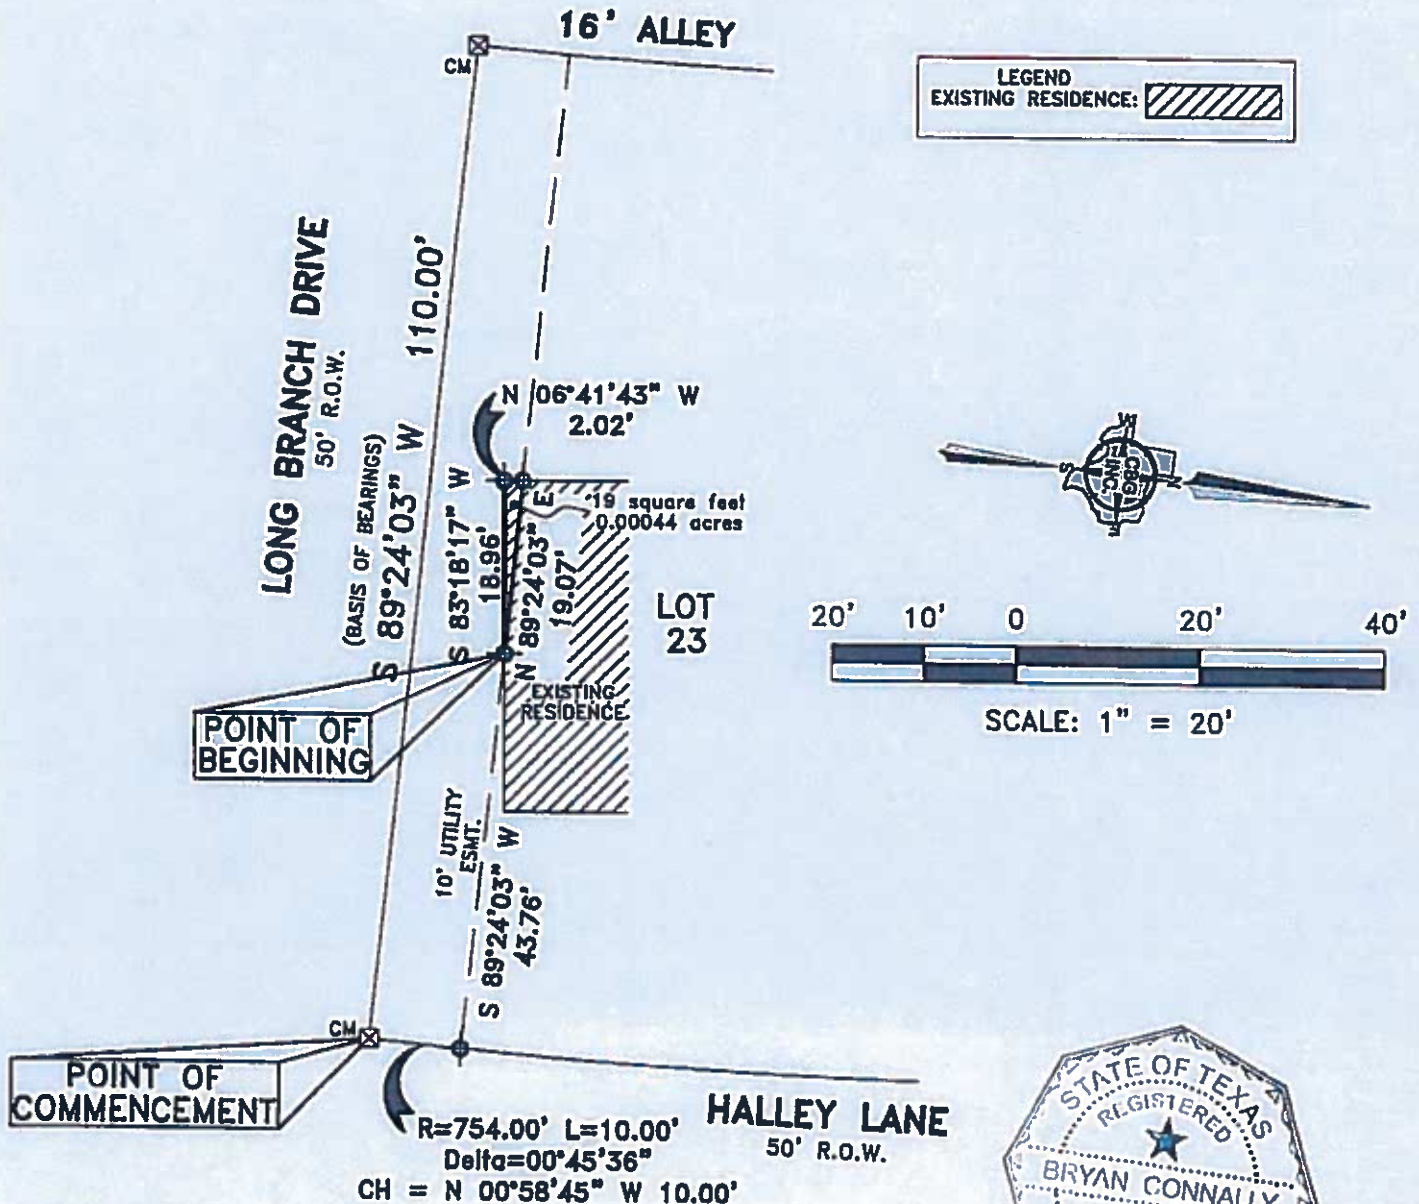 16' ALLEY
CM
LEGEND
EXISTING RESIDENCE:
LONG BRANCH DRIVE
50' R.O.W.
(BASIS OF BEARINGS)
S 89°24'03" W 110.00'
N 06°41'43" W
2.02'
S 83°18'17" W
18.96'
N 89°24'03" E
19.07'
19 square feet
0.00044 acres
LOT
23
EXISTING
RESIDENCE
POINT OF
BEGINNING
S
CBG
INC.
20' 10' 0 20' 40'
SCALE: 1" = 20'
10' UTILITY
ESMT.
S 89°24'03" W
43.76'
CM
POINT OF
COMMENCEMENT
R=754.00' L=10.00'
Delta=00°45'36"
CH = N 00°58'45" W 10.00'
HALLEY LANE
50' R.O.W.
STATE OF TEXAS
REGISTERED
BRYAN CONNALLY